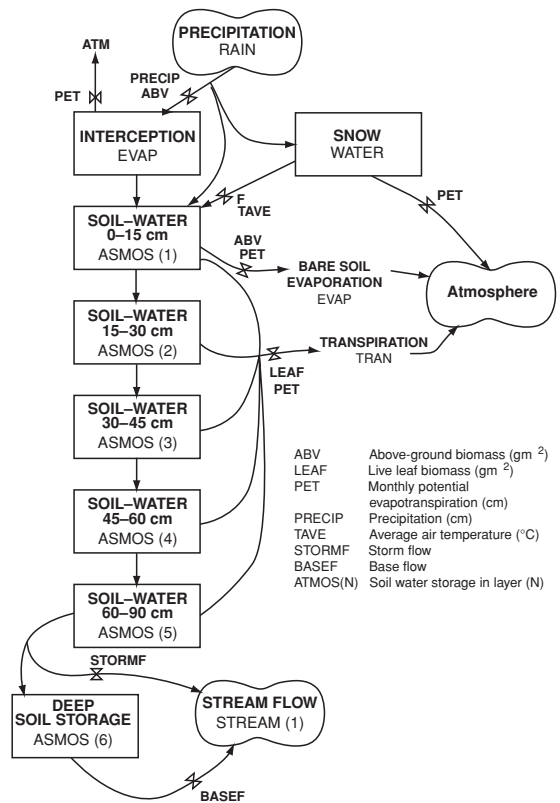 PRECIPITATION
RAIN
ATM
PRECIP
ABV
PET
INTERCEPTION
EVAP
SNOW
WATER
F
TAVE
PET
SOIL–WATER
0–15 cm
ASMOS (1)
ABV
PET
BARE SOIL
EVAPORATION
EVAP
Atmosphere
SOIL–WATER
15–30 cm
ASMOS (2)
TRANSPIRATION
TRAN
LEAF
PET
SOIL–WATER
30–45 cm
ASMOS (3)
SOIL–WATER
45–60 cm
ASMOS (4)
ABV Above-ground biomass (gm 2)
LEAF Live leaf biomass (gm 2)
PET Monthly potential
evapotranspiration (cm)
PRECIP Precipitation (cm)
TAVE Average air temperature (°C)
STORMF Storm flow
BASEF Base flow
ATMOS(N) Soil water storage in layer (N)
SOIL–WATER
60–90 cm
ASMOS (5)
STORMF
DEEP
SOIL STORAGE
ASMOS (6)
STREAM FLOW
STREAM (1)
BASEF